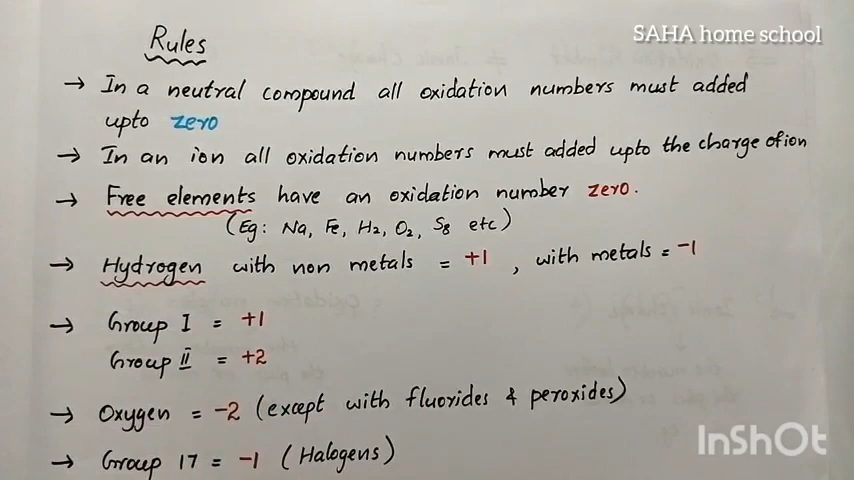 SAHA home school
Rules
→ In a neutral compound all oxidation numbers must added
upto zero
→ In an ion all oxidation numbers must added upto the charge of ion
→ Free elements have an oxidation number zero.
(Eg: Na, Fe, H₂, O₂, S₈ etc)
→ Hydrogen with non metals = +1, with metals = -1
→ Group I = +1
Group II = +2
→ Oxygen = -2 (except with fluorides & peroxides)
→ Group 17 = -1 (Halogens)
InShOt